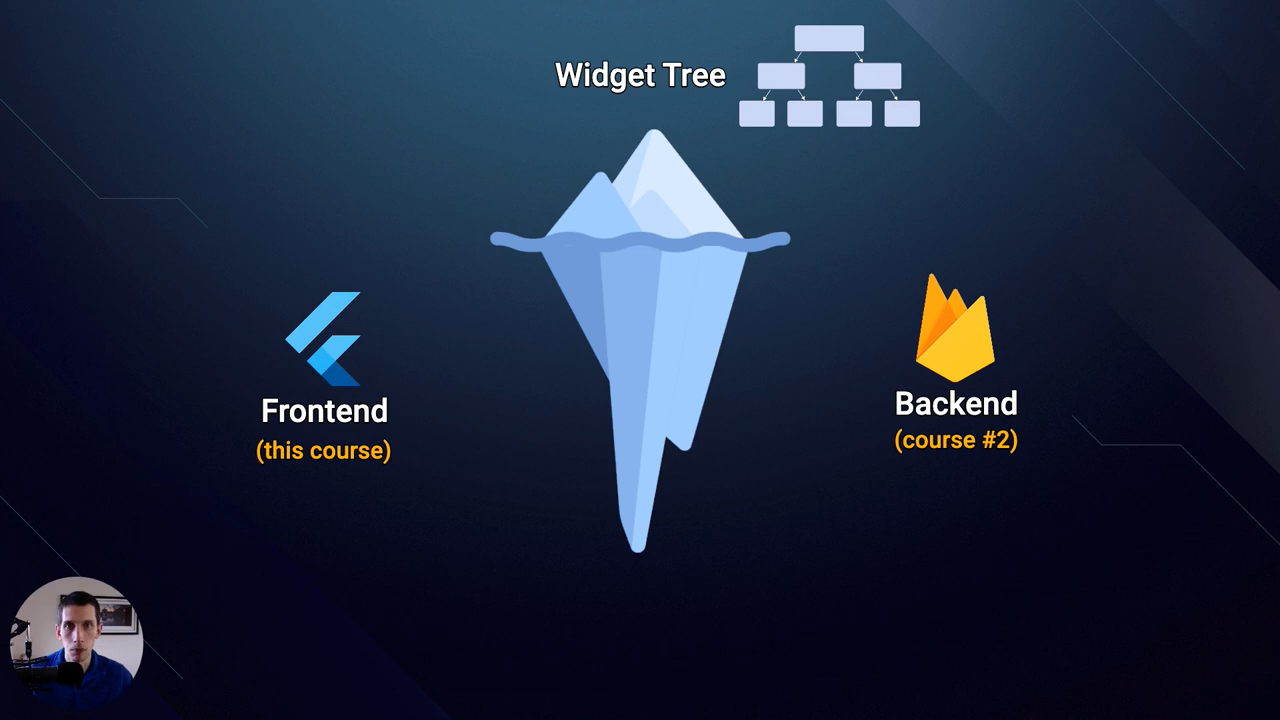 Widget Tree
Frontend
(this course)
Backend
(course #2)